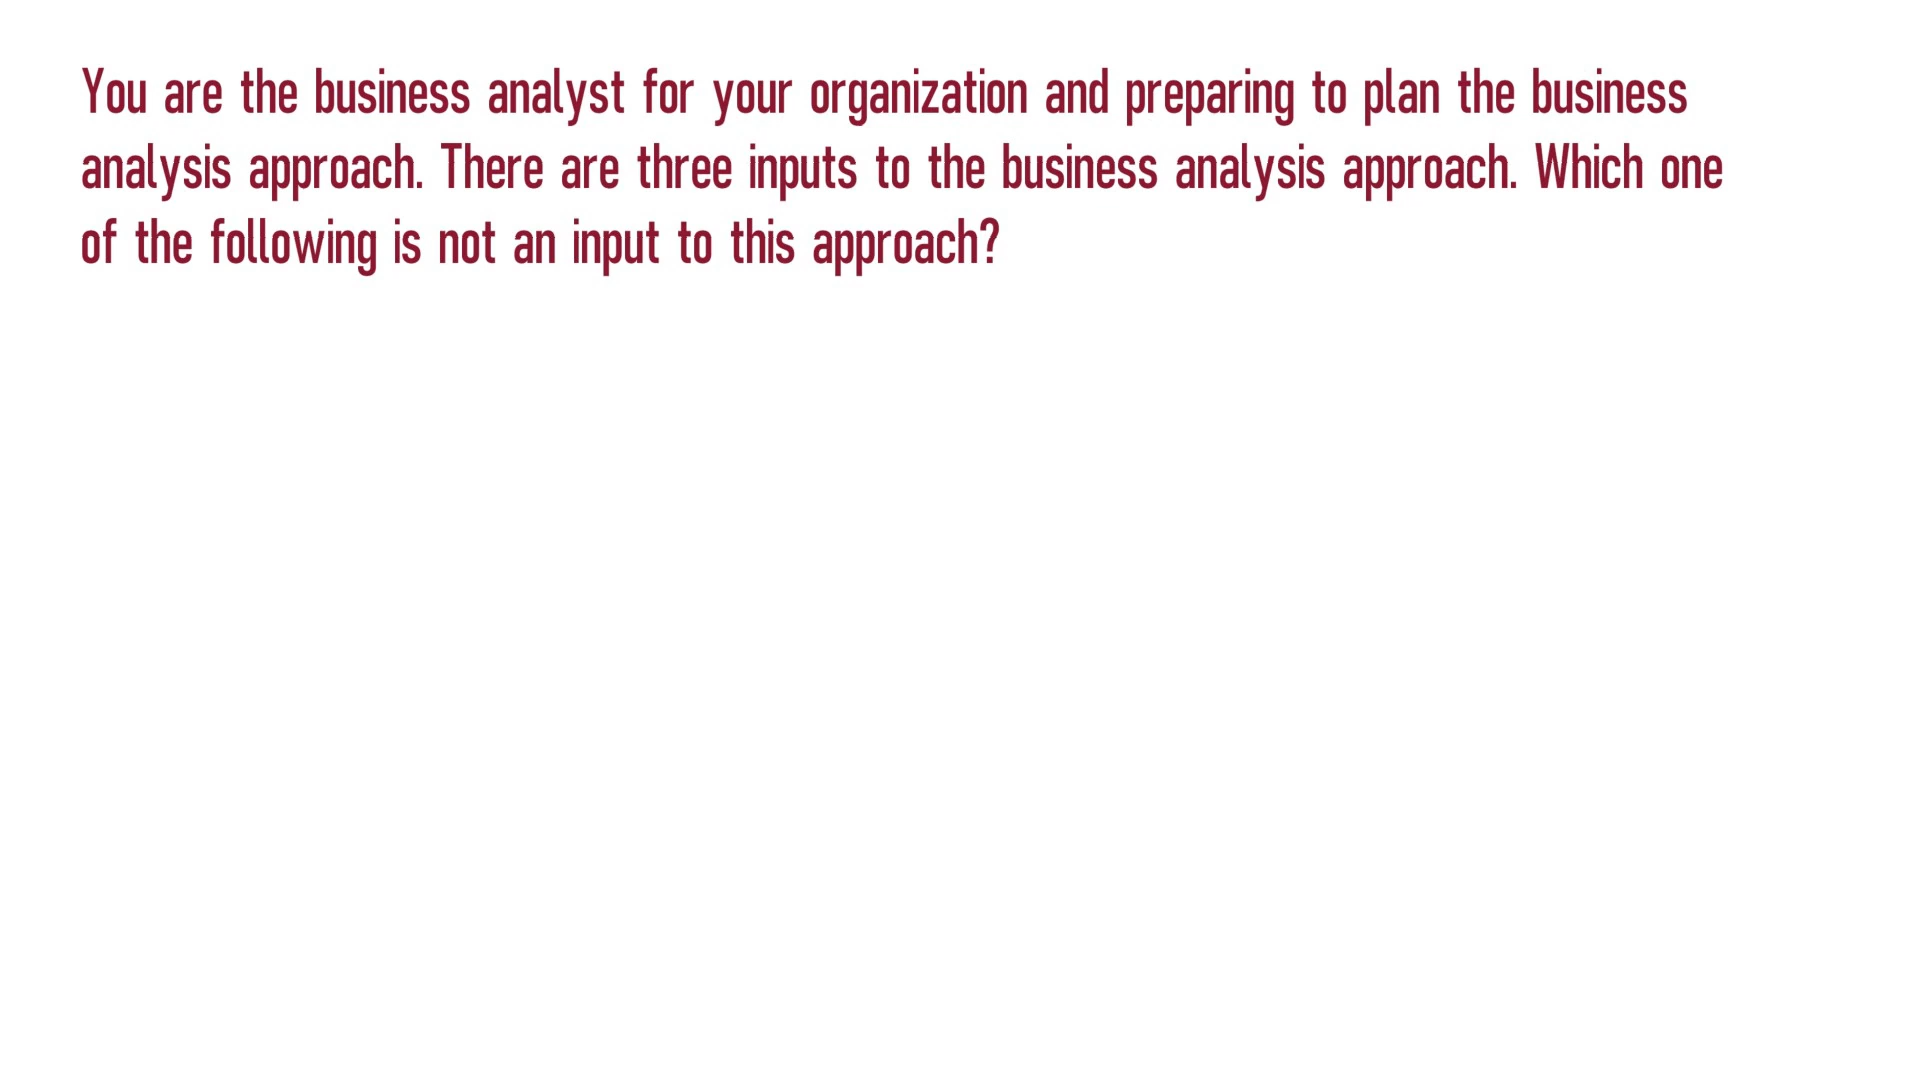 You are the business analyst for your organization and preparing to plan the business
analysis approach. There are three inputs to the business analysis approach. Which one
of the following is not an input to this approach?